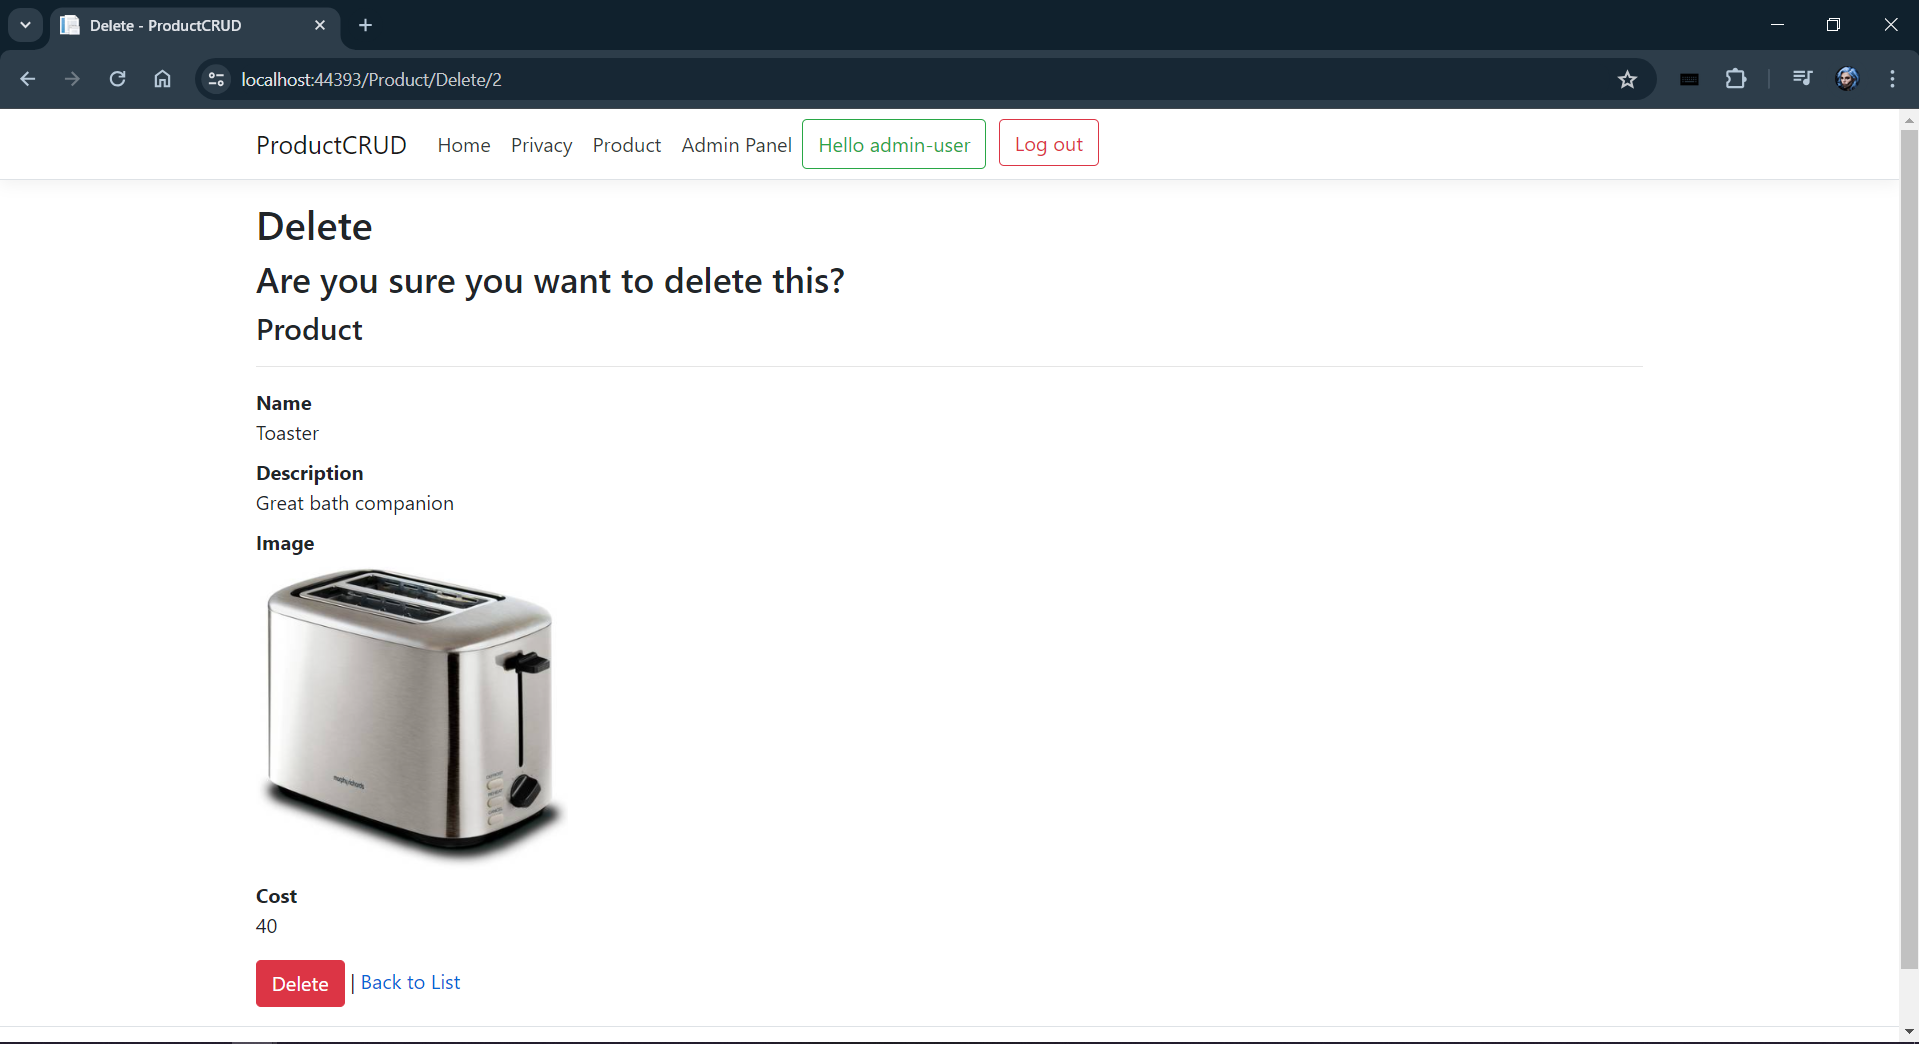 Delete - ProductCRUD
localhost:44393/Product/Delete/2
ProductCRUD Home Privacy Product Admin Panel Hello admin-user Log out
Delete
Are you sure you want to delete this?
Product
Name
Toaster
Description
Great bath companion
Image
morphy richards
Cost
40
Delete | Back to List